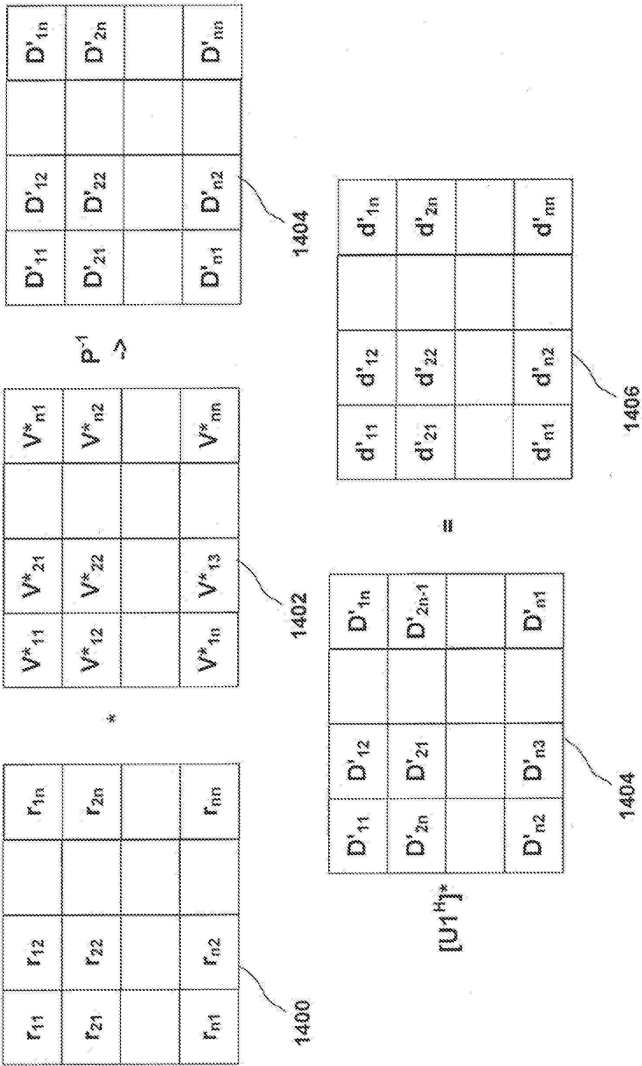 r₁₁ r₁₂ r₁ₙ
r₂₁ r₂₂ r₂ₙ
rₙ₁ rₙ₂ rₙₙ
1400
*
V*₁₁ V*₂₁ V*ₙ₁
V*₁₂ V*₂₂ V*ₙ₂
V*₁ₙ V*₁₃ V*ₙₙ
1402
P⁻¹
->
D'₁₁ D'₁₂ D'₁ₙ
D'₂₁ D'₂₂ D'₂ₙ
D'ₙ₁ D'ₙ₂ D'ₙₙ
1404
[U1ᴴ]*
D'₁₁ D'₁₂ D'₁ₙ
D'₂ₙ D'₂₁ D'₂ₙ₋₁
D'ₙ₂ D'ₙ₃ D'ₙ₁
1404
=
d'₁₁ d'₁₂ d'₁ₙ
d'₂₁ d'₂₂ d'₂ₙ
d'ₙ₁ d'ₙ₂ d'ₙₙ
1406